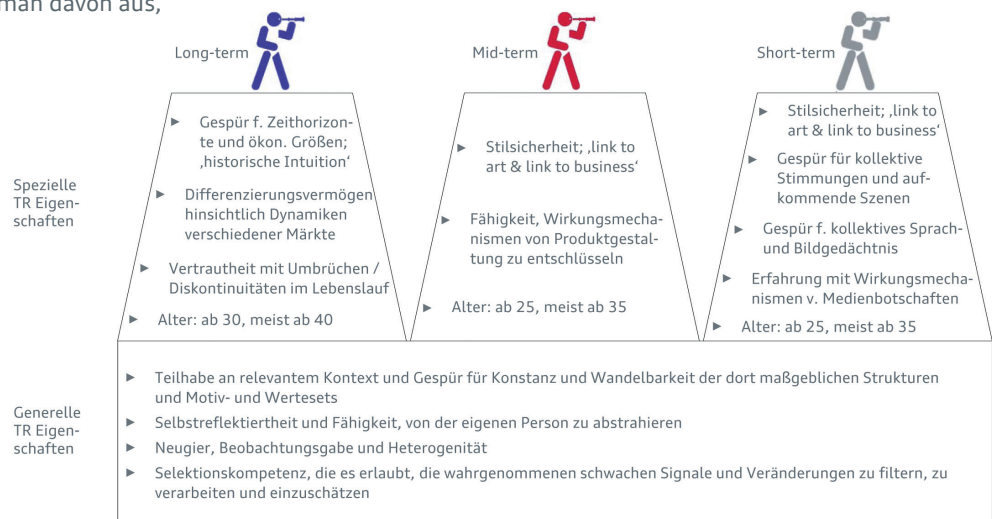 man davon aus,
Long-term
Mid-term
Short-term
Spezielle
TR Eigen-
schaften
► Gespür f. Zeithorizon-
te und ökon. Größen;
‚historische Intuition‘
► Differenzierungsvermögen
hinsichtlich Dynamiken
verschiedener Märkte
► Vertrautheit mit Umbrüchen /
Diskontinuitäten im Lebenslauf
► Alter: ab 30, meist ab 40
► Stilsicherheit; ‚link to
art & link to business‘
► Fähigkeit, Wirkungsmecha-
nismen von Produktgestal-
tung zu entschlüsseln
► Alter: ab 25, meist ab 35
► Stilsicherheit; ‚link to
art & link to business‘
► Gespür für kollektive
Stimmungen und auf-
kommende Szenen
► Gespür f. kollektives Sprach-
und Bildgedächtnis
► Erfahrung mit Wirkungsmecha-
nismen v. Medienbotschaften
► Alter: ab 25, meist ab 35
Generelle
TR Eigen-
schaften
► Teilhabe an relevantem Kontext und Gespür für Konstanz und Wandelbarkeit der dort maßgeblichen Strukturen
und Motiv- und Wertesets
► Selbstreflektiertheit und Fähigkeit, von der eigenen Person zu abstrahieren
► Neugier, Beobachtungsgabe und Heterogenität
► Selektionskompetenz, die es erlaubt, die wahrgenommenen schwachen Signale und Veränderungen zu filtern, zu
verarbeiten und einzuschätzen